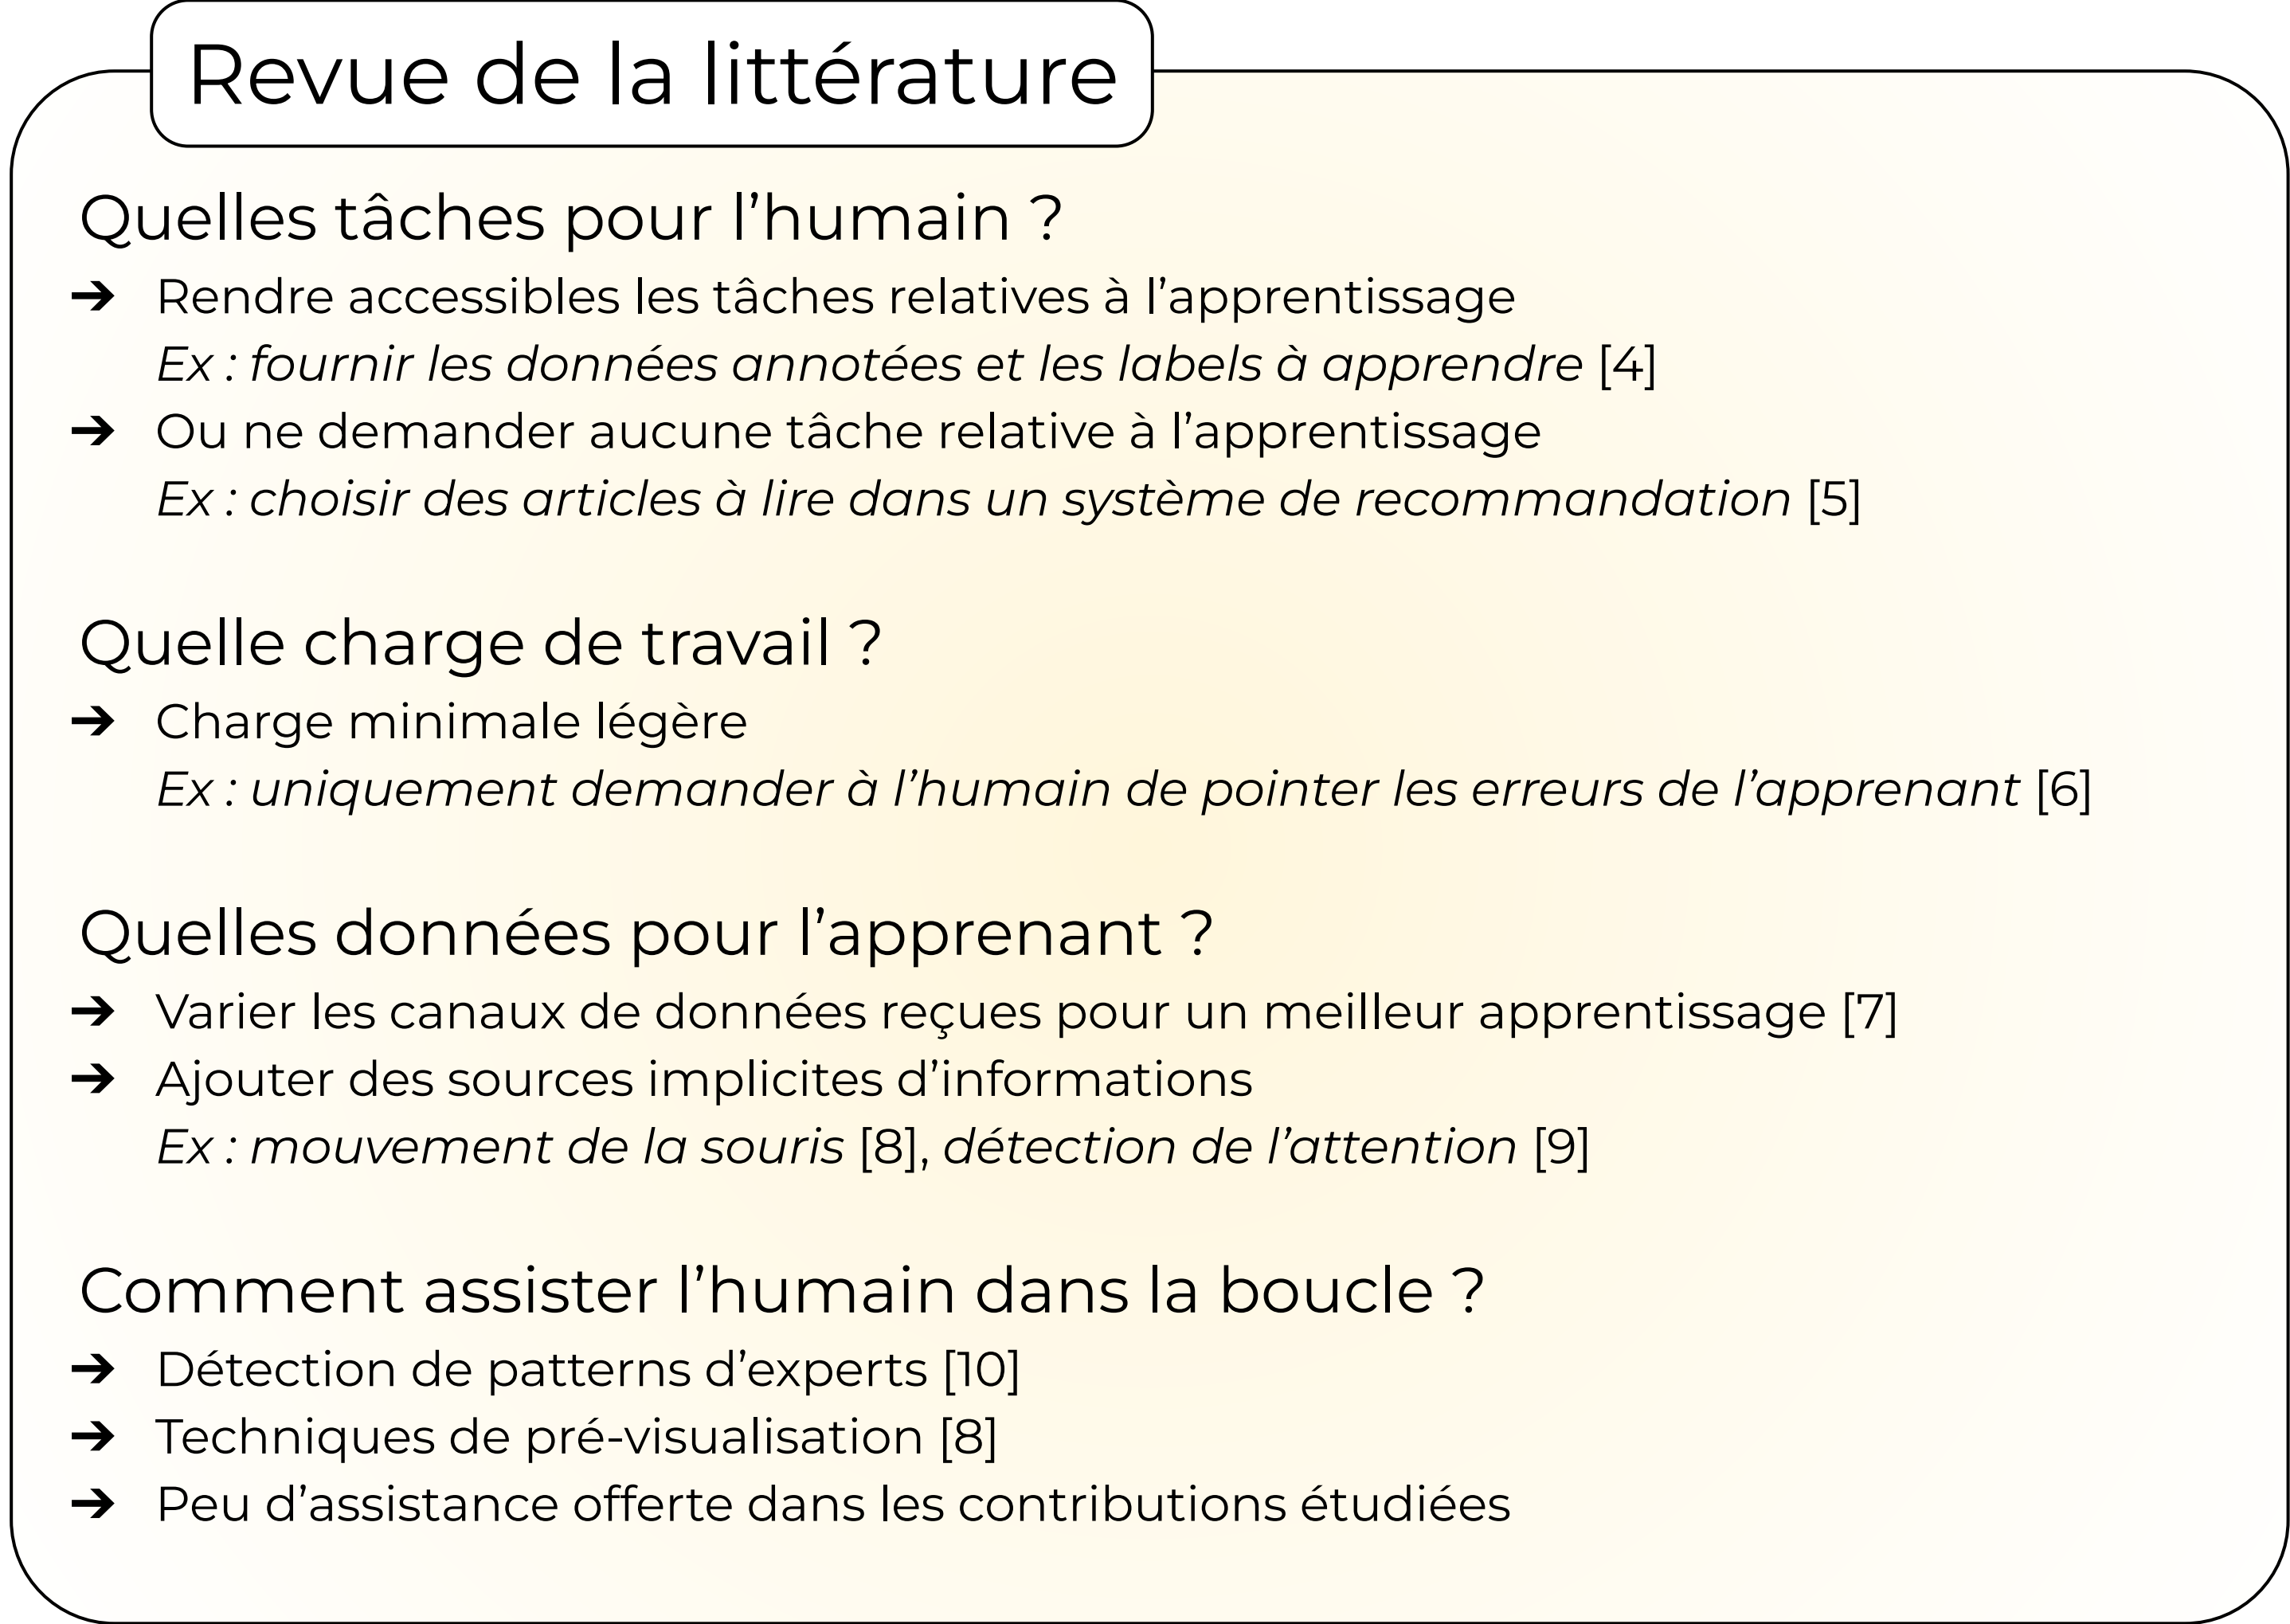 Revue de la littérature
Quelles tâches pour l’humain ?
➔ Rendre accessibles les tâches relatives à l’apprentissage
Ex : fournir les données annotées et les labels à apprendre [4]
➔ Ou ne demander aucune tâche relative à l’apprentissage
Ex : choisir des articles à lire dans un système de recommandation [5]
Quelle charge de travail ?
➔ Charge minimale légère
Ex : uniquement demander à l’humain de pointer les erreurs de l’apprenant [6]
Quelles données pour l’apprenant ?
➔ Varier les canaux de données reçues pour un meilleur apprentissage [7]
➔ Ajouter des sources implicites d’informations
Ex : mouvement de la souris [8], détection de l’attention [9]
Comment assister l’humain dans la boucle ?
➔ Détection de patterns d’experts [10]
➔ Techniques de pré-visualisation [8]
➔ Peu d’assistance offerte dans les contributions étudiées